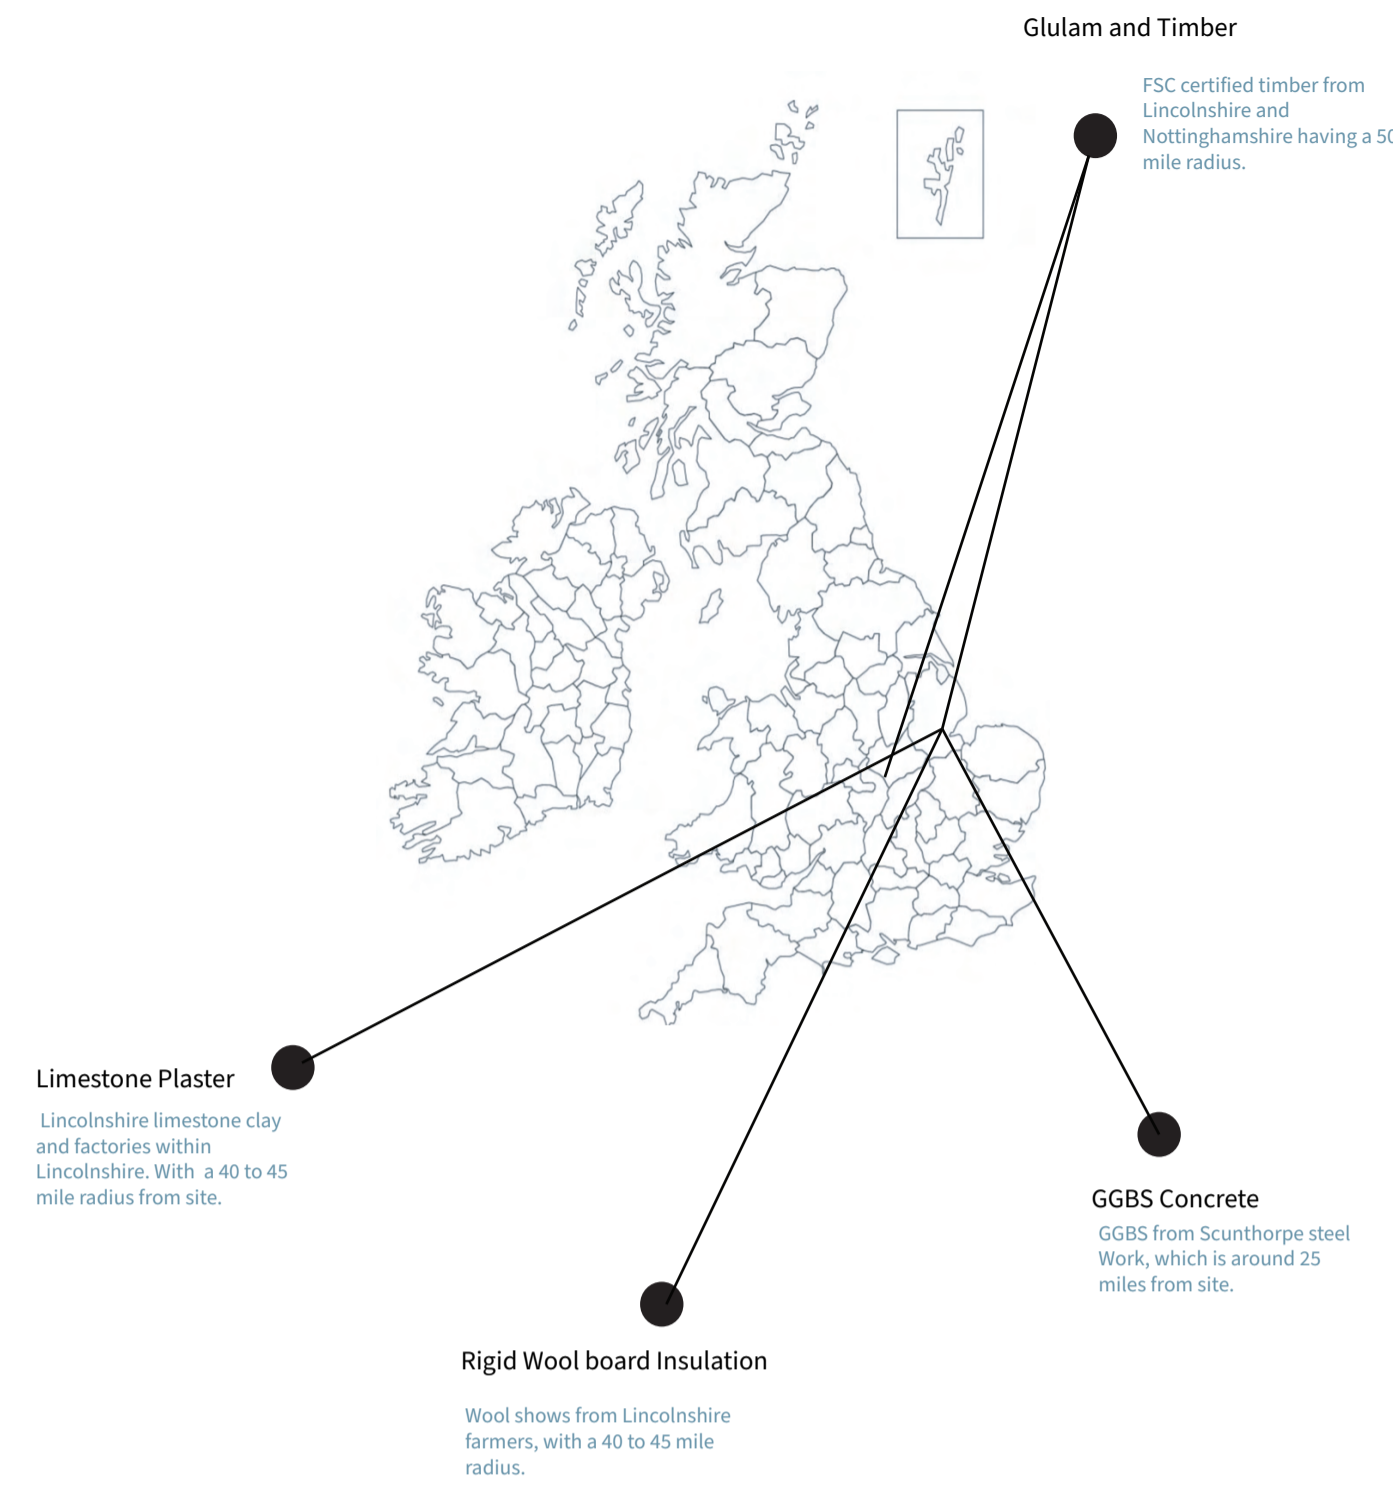 Glulam and Timber
FSC certified timber from
Lincolnshire and
Nottinghamshire having a 50
mile radius.
Limestone Plaster
Lincolnshire limestone clay
and factories within
Lincolnshire. With  a 40 to 45
mile radius from site.
GGBS Concrete
GGBS from Scunthorpe steel
Work, which is around 25
miles from site.
Rigid Wool board Insulation
Wool shows from Lincolnshire
farmers, with a 40 to 45 mile
radius.